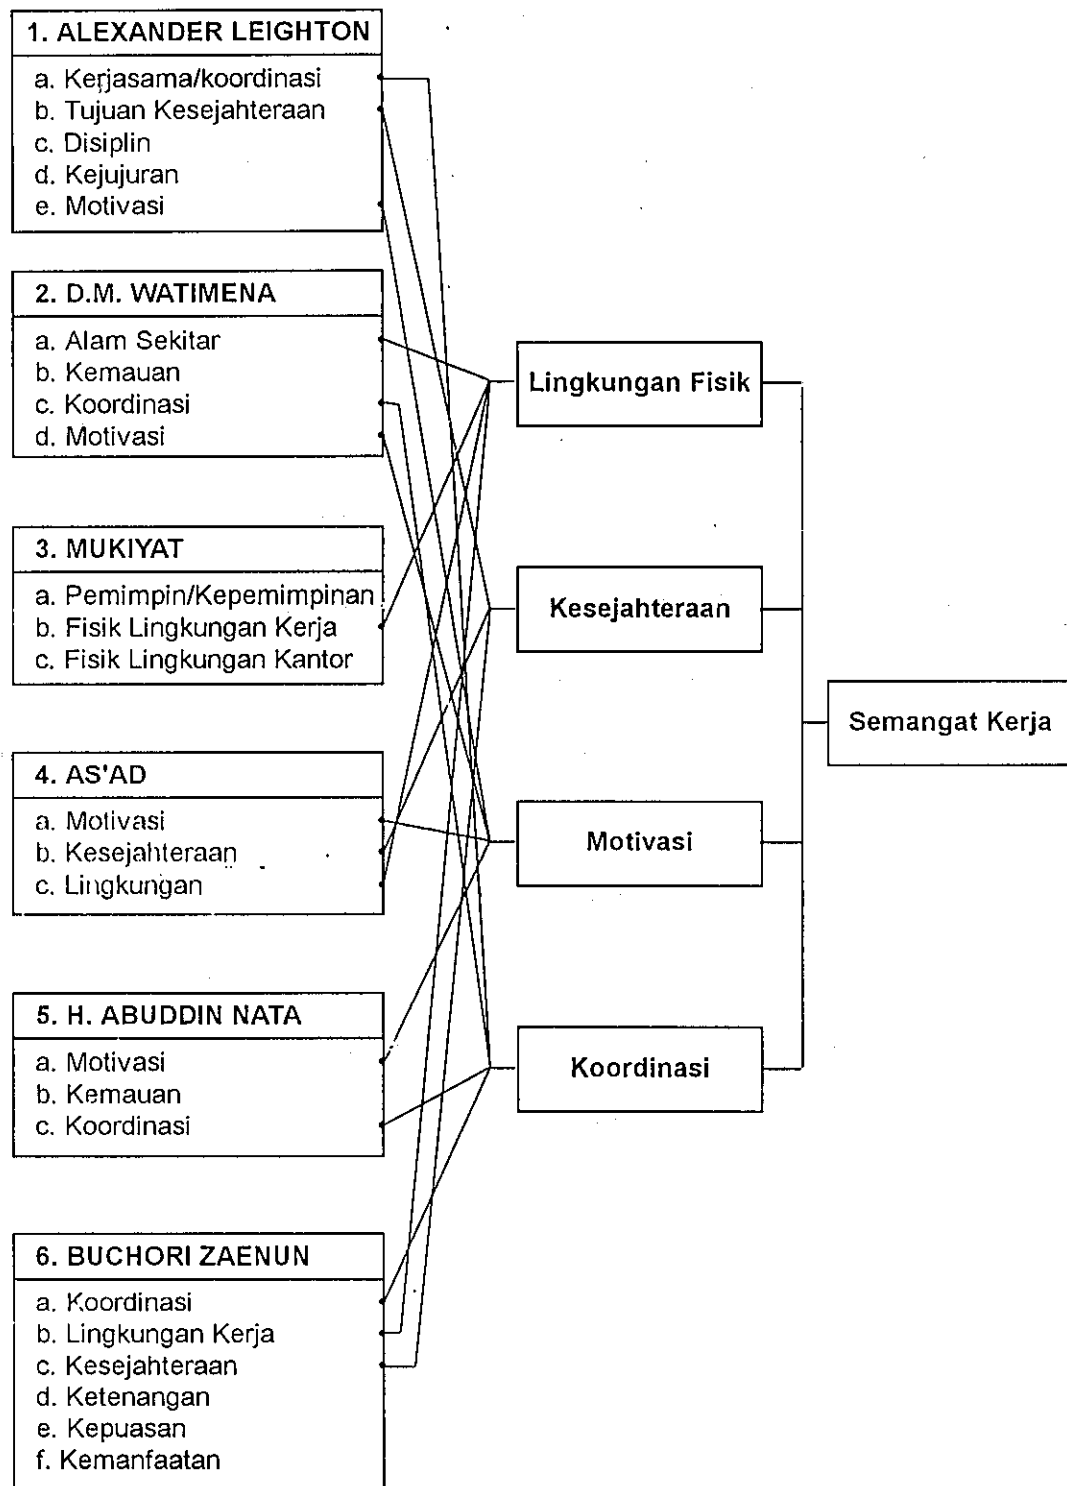 1. ALEXANDER LEIGHTON
a. Kerjasama/koordinasi
b. Tujuan Kesejahteraan
c. Disiplin
d. Kejujuran
e. Motivasi
2. D.M. WATIMENA
a. Alam Sekitar
b. Kemauan
c. Koordinasi
d. Motivasi
3. MUKIYAT
a. Pemimpin/Kepemimpinan
b. Fisik Lingkungan Kerja
c. Fisik Lingkungan Kantor
4. AS'AD
a. Motivasi
b. Kesejahteraan
c. Lingkungan
5. H. ABUDDIN NATA
a. Motivasi
b. Kemauan
c. Koordinasi
6. BUCHORI ZAENUN
a. Koordinasi
b. Lingkungan Kerja
c. Kesejahteraan
d. Ketenangan
e. Kepuasan
f. Kemanfaatan
Lingkungan Fisik
Kesejahteraan
Motivasi
Koordinasi
Semangat Kerja